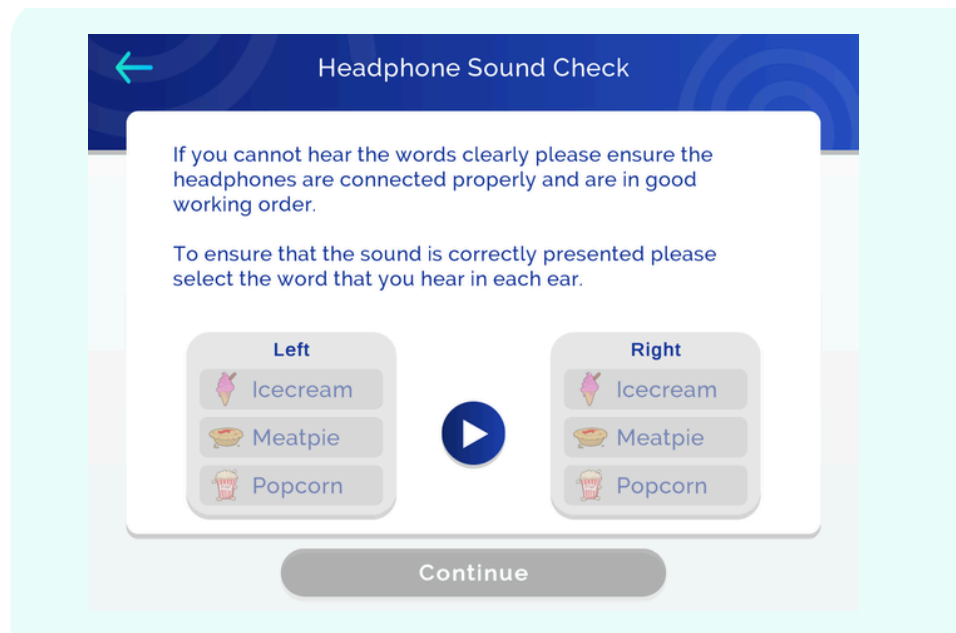 Headphone Sound Check
If you cannot hear the words clearly please ensure the
headphones are connected properly and are in good
working order.
To ensure that the sound is correctly presented please
select the word that you hear in each ear.
Left
Icecream
Meatpie
Popcorn
Right
Icecream
Meatpie
Popcorn
Continue